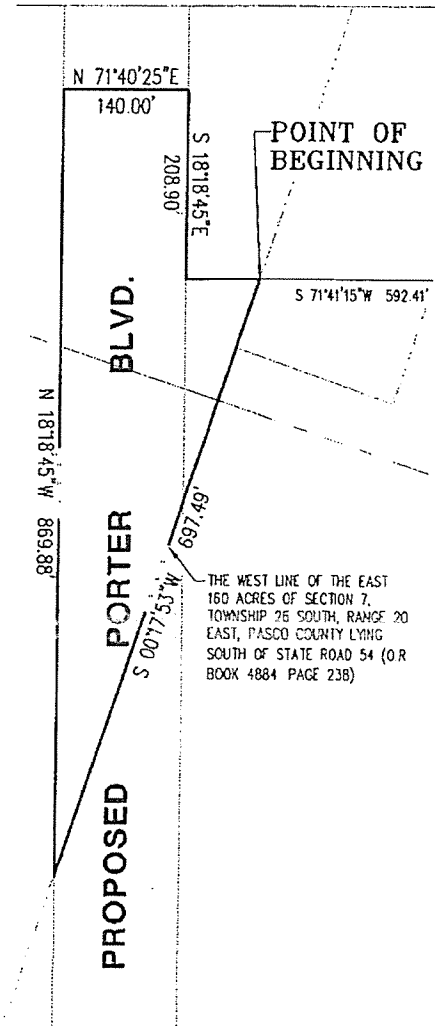 N 71°40'25"E
140.00'
S 18°18'45"E
208.90'
POINT OF
BEGINNING
S 71°41'15"W 592.41'
N 18°18'45"W 869.88'
PROPOSED PORTER BLVD.
S 00°17'53"W 697.49'
THE WEST LINE OF THE EAST
160 ACRES OF SECTION 7,
TOWNSHIP 26 SOUTH, RANGE 20
EAST, PASCO COUNTY LYING
SOUTH OF STATE ROAD 54 (O.R
BOOK 4884 PAGE 238)